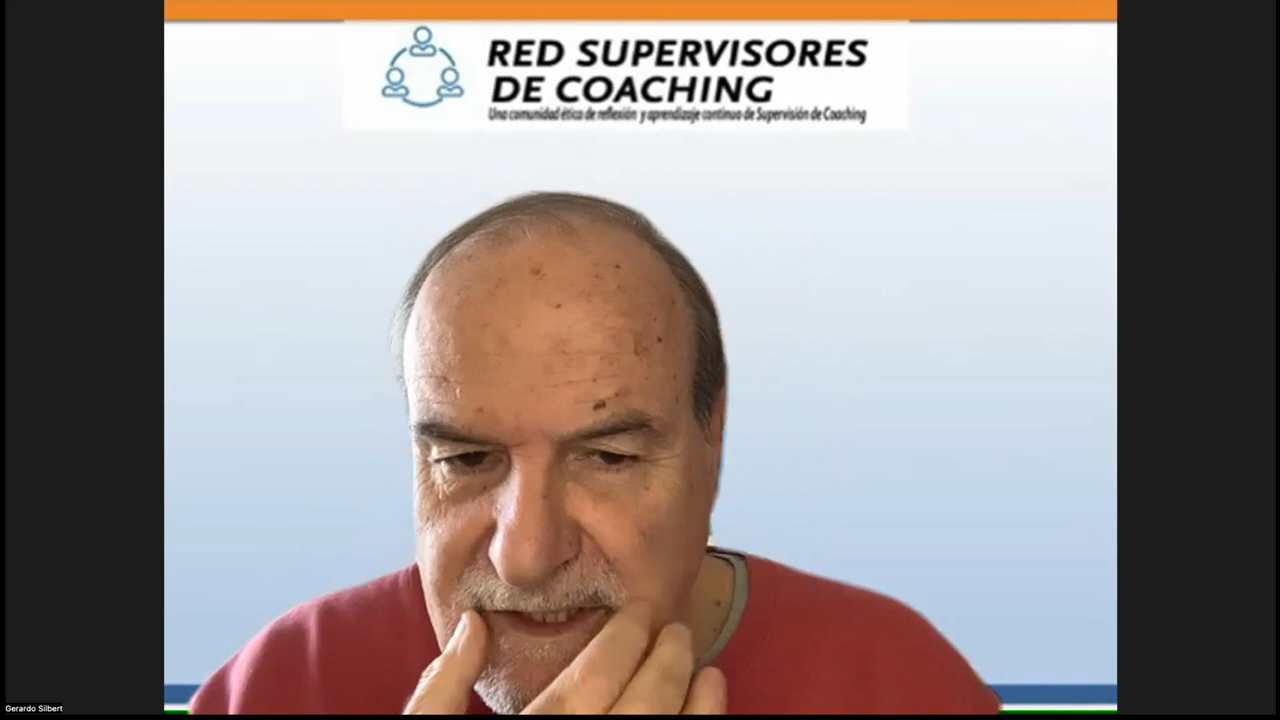 RED SUPERVISORES
DE COACHING
Una comunidad ética de reflexión y aprendizaje continuo de Supervisión de Coaching
Gerardo Silbert